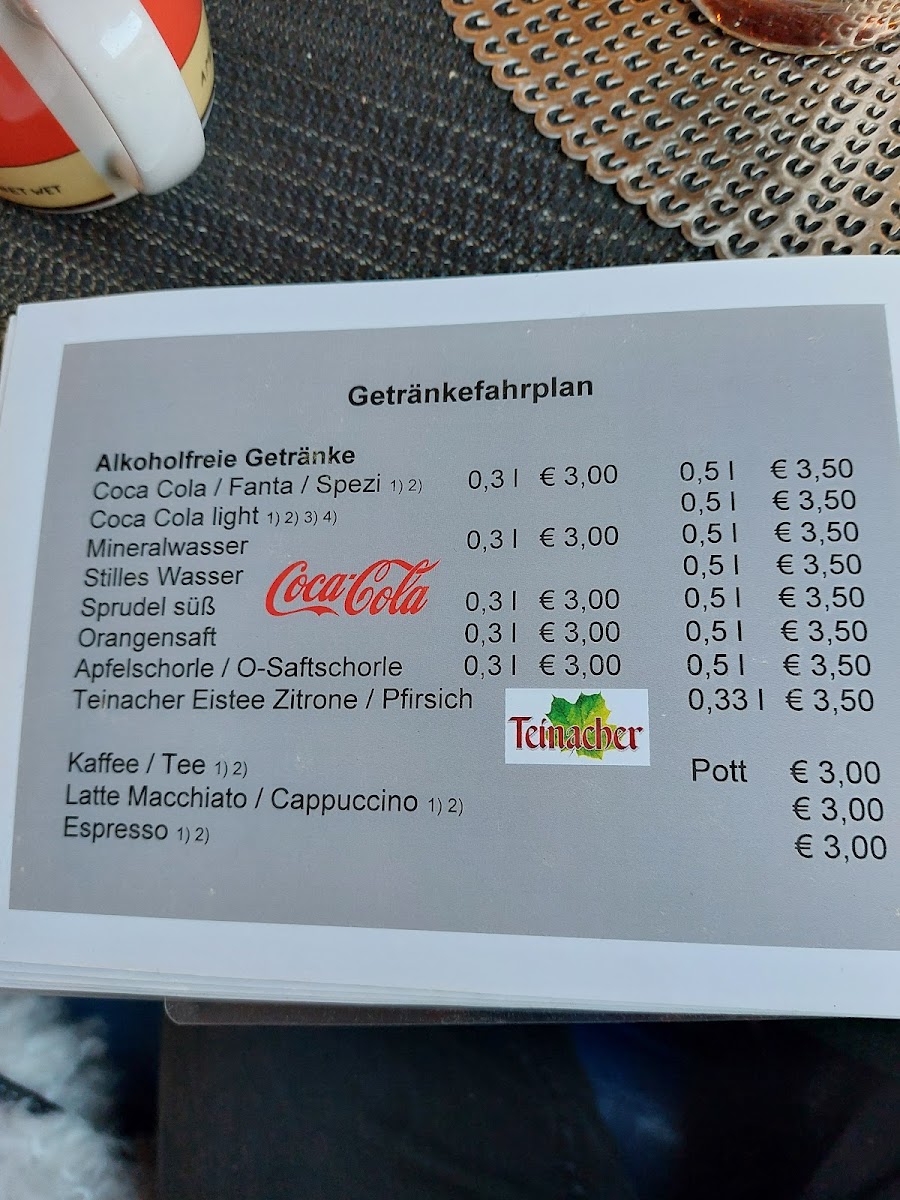 Getränkefahrplan
Alkoholfreie Getränke
Coca Cola / Fanta / Spezi 1) 2) 0,3 l € 3,00 0,5 l € 3,50
Coca Cola light 1) 2) 3) 4) 0,5 l € 3,50
Mineralwasser 0,3 l € 3,00 0,5 l € 3,50
Stilles Wasser 0,5 l € 3,50
Coca-Cola
Sprudel süß 0,3 l € 3,00 0,5 l € 3,50
Orangensaft 0,3 l € 3,00 0,5 l € 3,50
Apfelschorle / O-Saftschorle 0,3 l € 3,00 0,5 l € 3,50
Teinacher Eistee Zitrone / Pfirsich 0,33 l € 3,50
Teinacher
Kaffee / Tee 1) 2) Pott € 3,00
Latte Macchiato / Cappuccino 1) 2) € 3,00
Espresso 1) 2) € 3,00